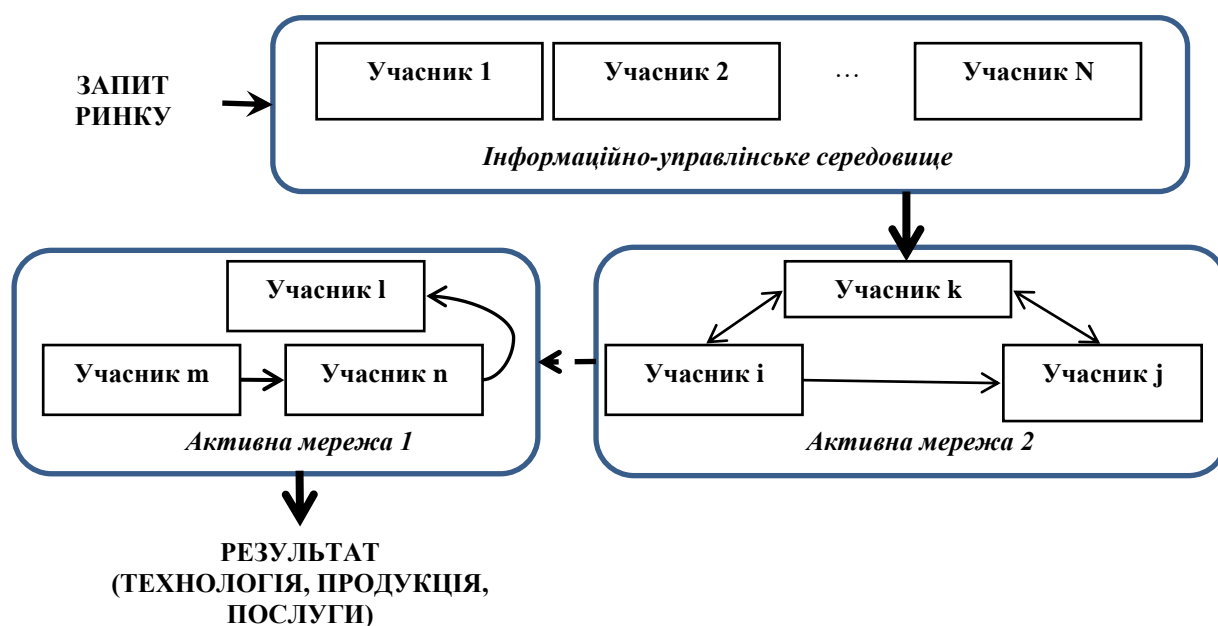 ЗАПИТ
РИНКУ
Учасник 1
Учасник 2
...
Учасник N
Інформаційно-управлінське середовище
Учасник l
Учасник m
Учасник n
Активна мережа 1
Учасник k
Учасник i
Учасник j
Активна мережа 2
РЕЗУЛЬТАТ
(ТЕХНОЛОГІЯ, ПРОДУКЦІЯ,
ПОСЛУГИ)